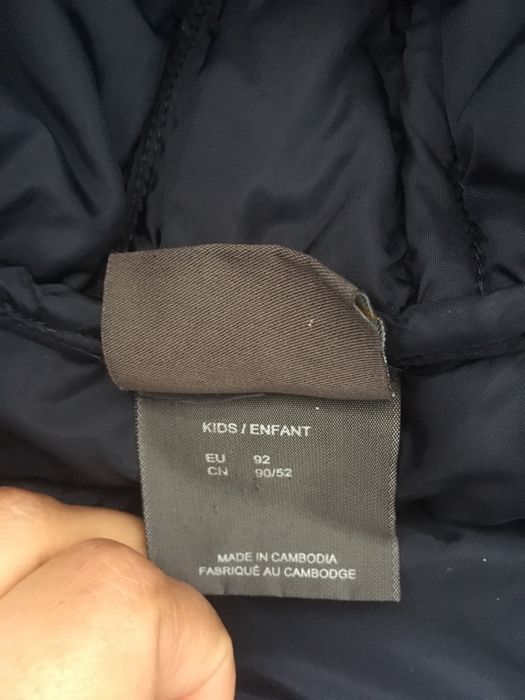 KIDS / ENFANT
EU 92
CN 90/52
MADE IN CAMBODIA
FABRIQUÉ AU CAMBODGE